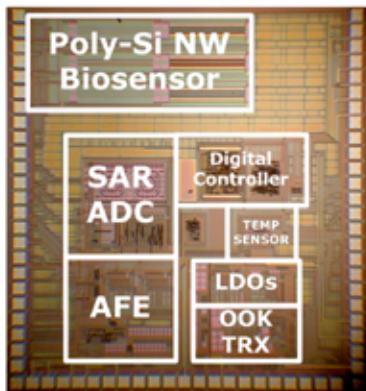 Poly-Si NW
Biosensor
SAR
ADC
Digital
Controller
TEMP
SENSOR
AFE
LDOs
OOK
TRX